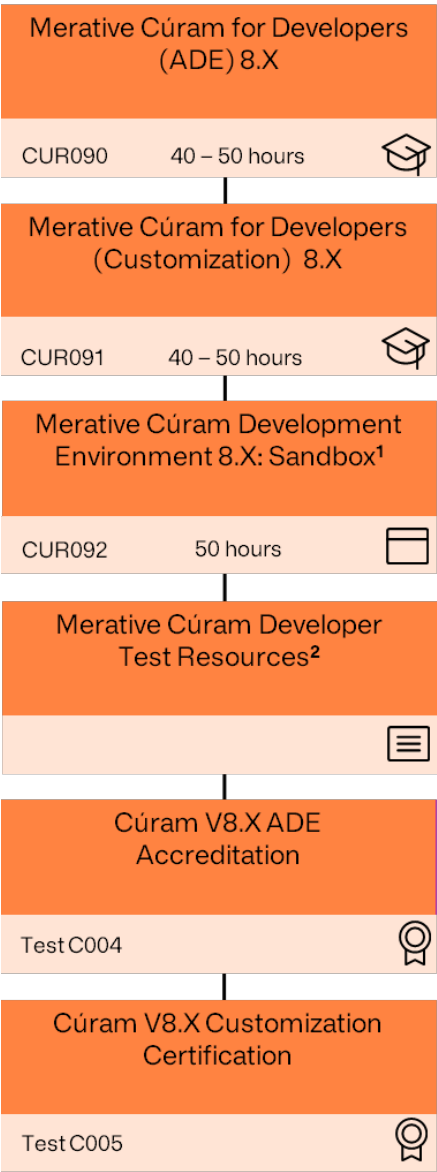 Merative Cúram for Developers
(ADE) 8.X
CUR090 40 – 50 hours
Merative Cúram for Developers
(Customization) 8.X
CUR091 40 – 50 hours
Merative Cúram Development
Environment 8.X: Sandbox¹
CUR092 50 hours
Merative Cúram Developer
Test Resources²
Cúram V8.X ADE
Accreditation
Test C004
Cúram V8.X Customization
Certification
Test C005